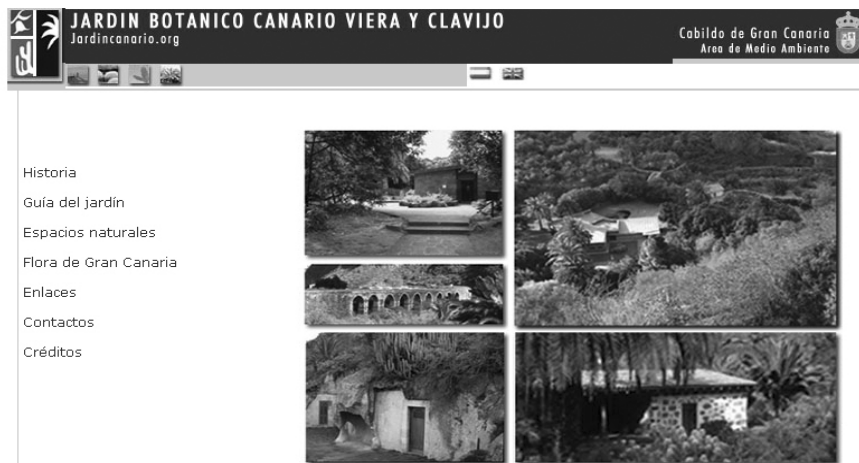 JARDIN BOTANICO CANARIO VIERA Y CLAVIJO
Jardincanario.org
Cabildo de Gran Canaria
Area de Medio Ambiente
Historia
Guía del jardín
Espacios naturales
Flora de Gran Canaria
Enlaces
Contactos
Créditos